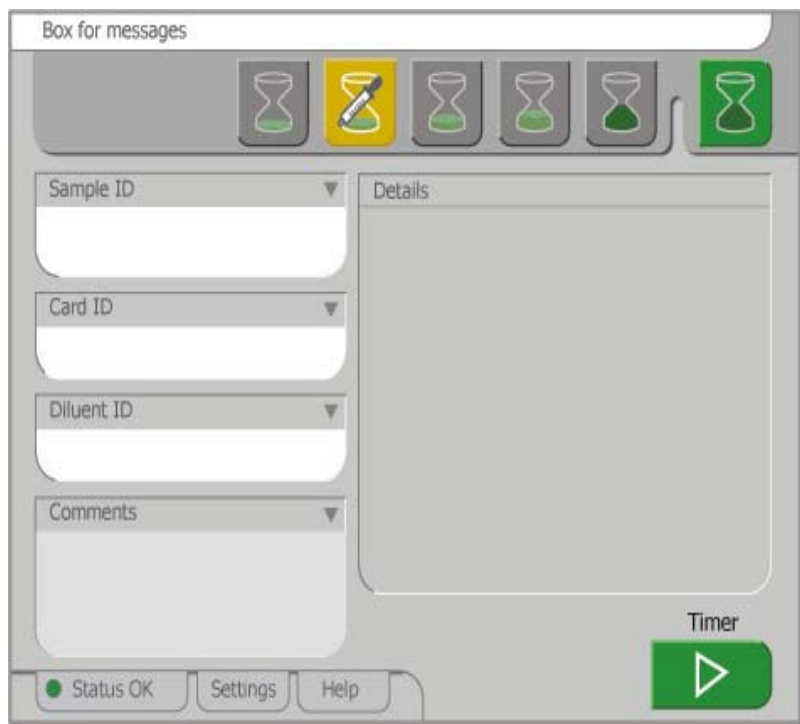 Box for messages
Sample ID
Details
Card ID
Diluent ID
Comments
Timer
Status OK
Settings
Help